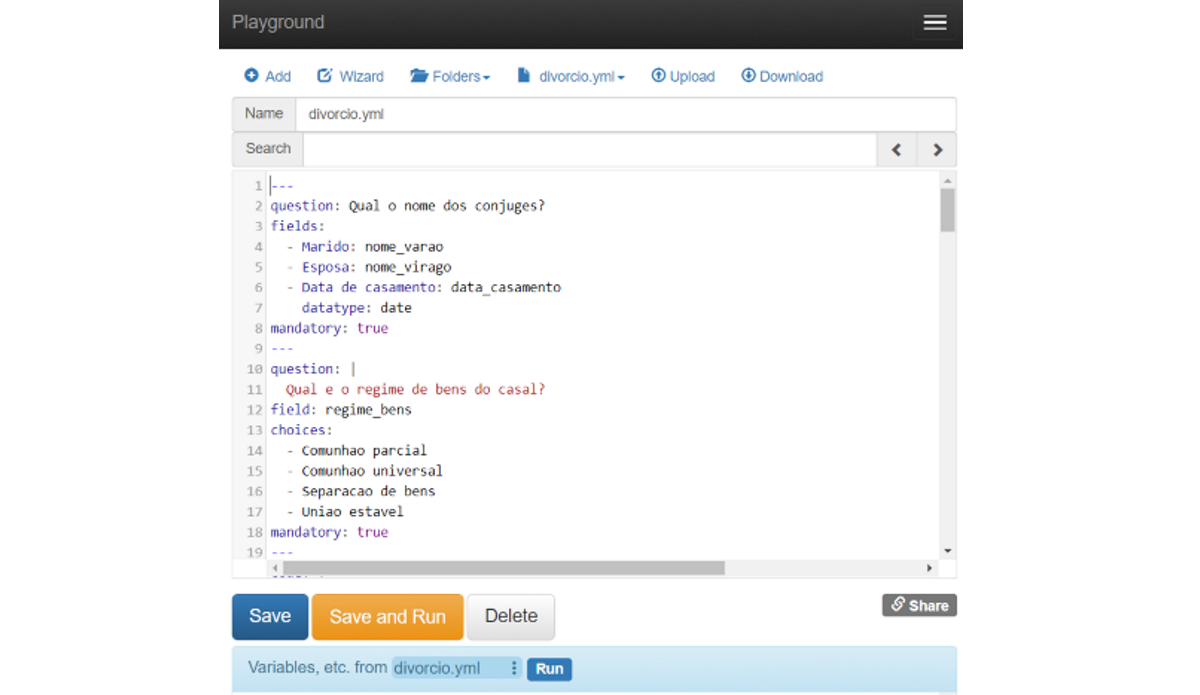 Playground
Add Wizard Folders divorcio.yml Upload Download
Name divorcio.yml
Search
1 ---
2 question: Qual o nome dos conjuges?
3 fields:
4 - Marido: nome_varao
5 - Esposa: nome_virago
6 - Data de casamento: data_casamento
7 datatype: date
8 mandatory: true
9 ---
10 question: |
11 Qual e o regime de bens do casal?
12 field: regime_bens
13 choices:
14 - Comunhao parcial
15 - Comunhao universal
16 - Separacao de bens
17 - Uniao estavel
18 mandatory: true
19 ---
Save Save and Run Delete Share
Variables, etc. from divorcio.yml Run